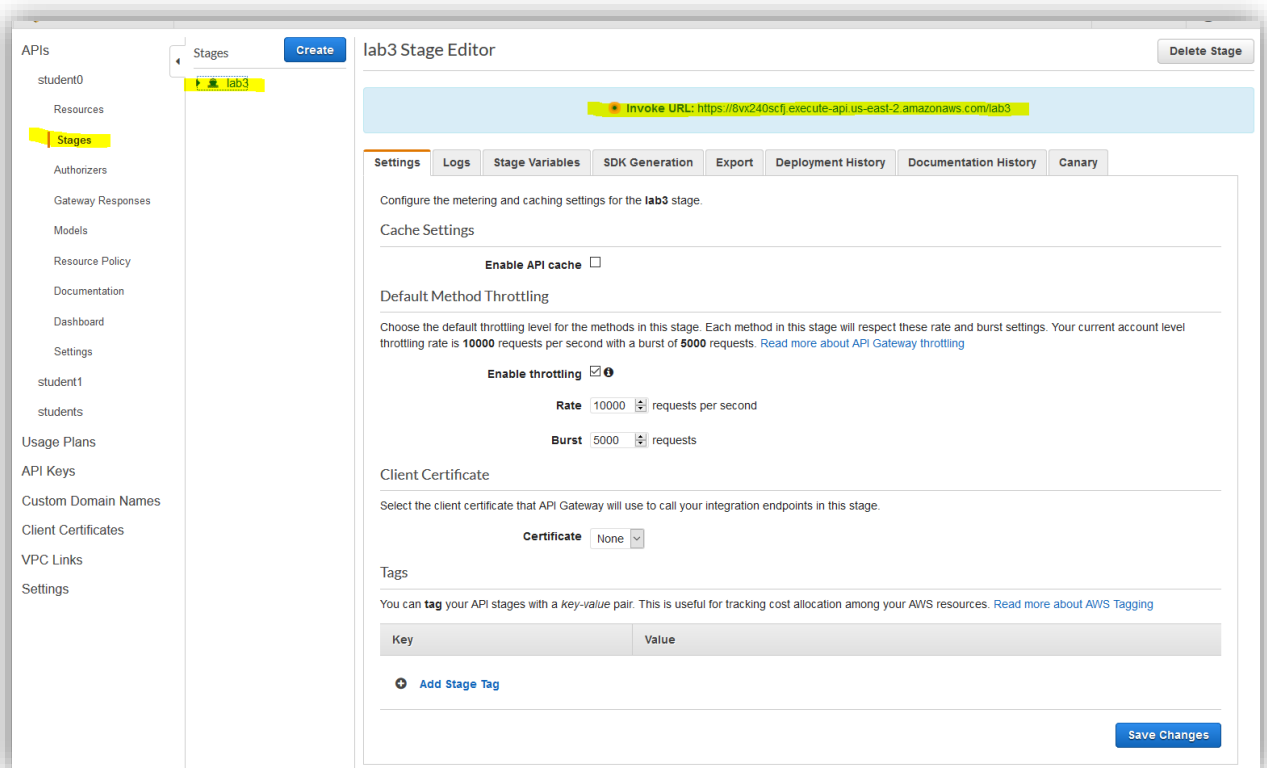 APIs
student0
Resources
Stages
Authorizers
Gateway Responses
Models
Resource Policy
Documentation
Dashboard
Settings
student1
students
Usage Plans
API Keys
Custom Domain Names
Client Certificates
VPC Links
Settings
Stages
Create
lab3
lab3 Stage Editor
Delete Stage
Invoke URL: https://8vx240scfj.execute-api.us-east-2.amazonaws.com/lab3
Settings Logs Stage Variables SDK Generation Export Deployment History Documentation History Canary
Configure the metering and caching settings for the lab3 stage.
Cache Settings
Enable API cache
Default Method Throttling
Choose the default throttling level for the methods in this stage. Each method in this stage will respect these rate and burst settings. Your current account level
throttling rate is 10000 requests per second with a burst of 5000 requests. Read more about API Gateway throttling
Enable throttling
Rate 10000 requests per second
Burst 5000 requests
Client Certificate
Select the client certificate that API Gateway will use to call your integration endpoints in this stage.
Certificate None
Tags
You can tag your API stages with a key-value pair. This is useful for tracking cost allocation among your AWS resources. Read more about AWS Tagging
Key Value
Add Stage Tag
Save Changes